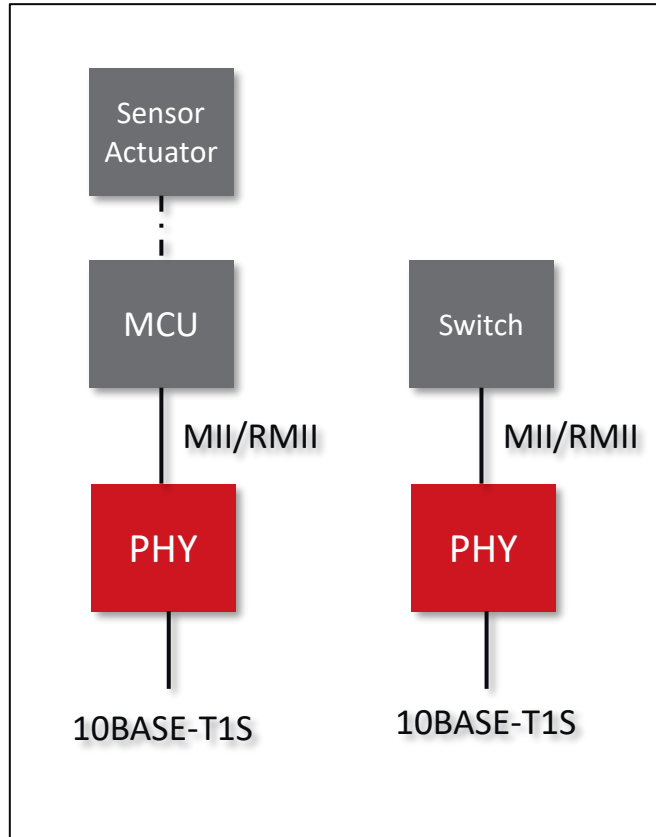 Sensor
Actuator
MCU
MII/RMII
PHY
10BASE-T1S
Switch
MII/RMII
PHY
10BASE-T1S